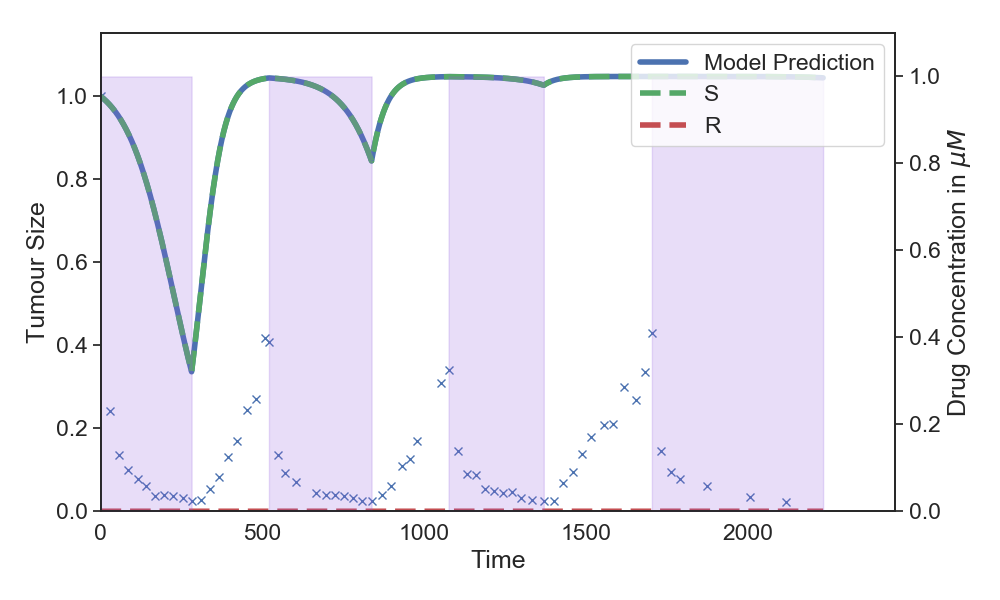 Model Prediction
S
R
Tumour Size
1.0
0.8
0.6
0.4
0.2
0.0
1.0
0.8
0.6
0.4
0.2
0.0
Drug Concentration in μM
0
500
1000
1500
2000
Time